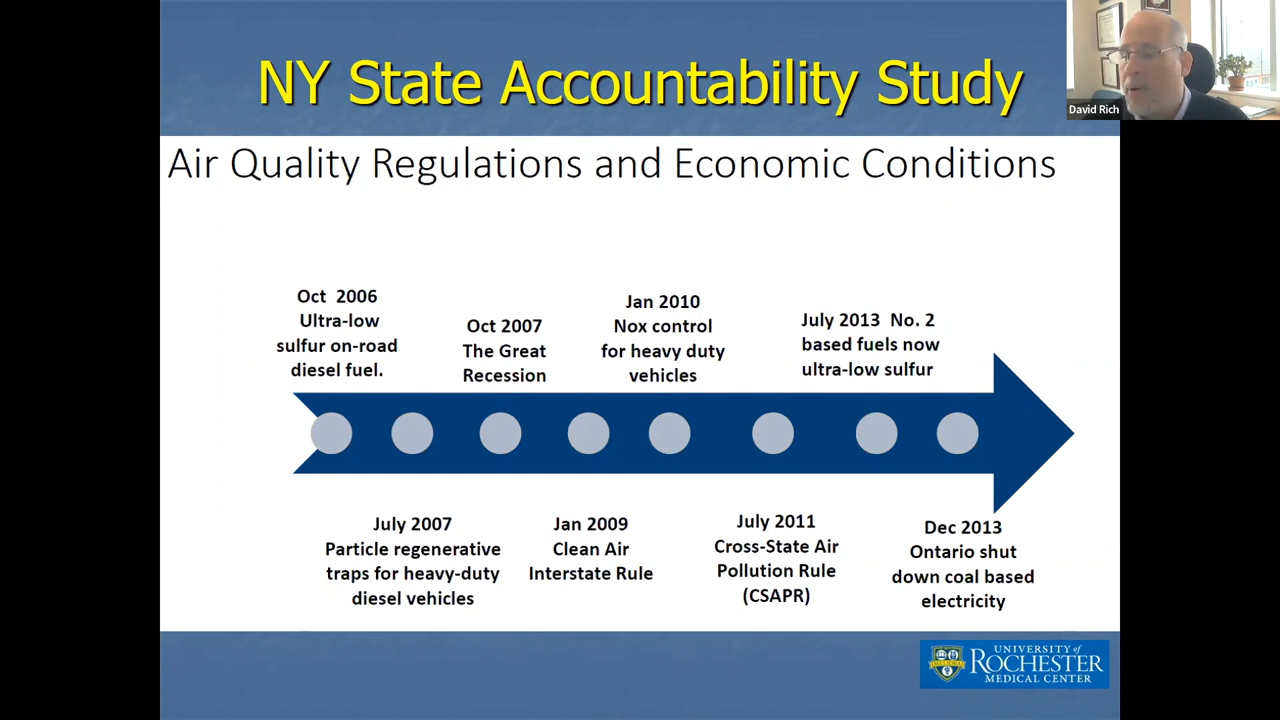 NY State Accountability Study
David Rich
Air Quality Regulations and Economic Conditions
Oct 2006
Ultra-low
sulfur on-road
diesel fuel.
Oct 2007
The Great
Recession
Jan 2010
Nox control
for heavy duty
vehicles
July 2013 No. 2
based fuels now
ultra-low sulfur
July 2007
Particle regenerative
traps for heavy-duty
diesel vehicles
Jan 2009
Clean Air
Interstate Rule
July 2011
Cross-State Air
Pollution Rule
(CSAPR)
Dec 2013
Ontario shut
down coal based
electricity
UNIVERSITY of
ROCHESTER
MEDICAL CENTER